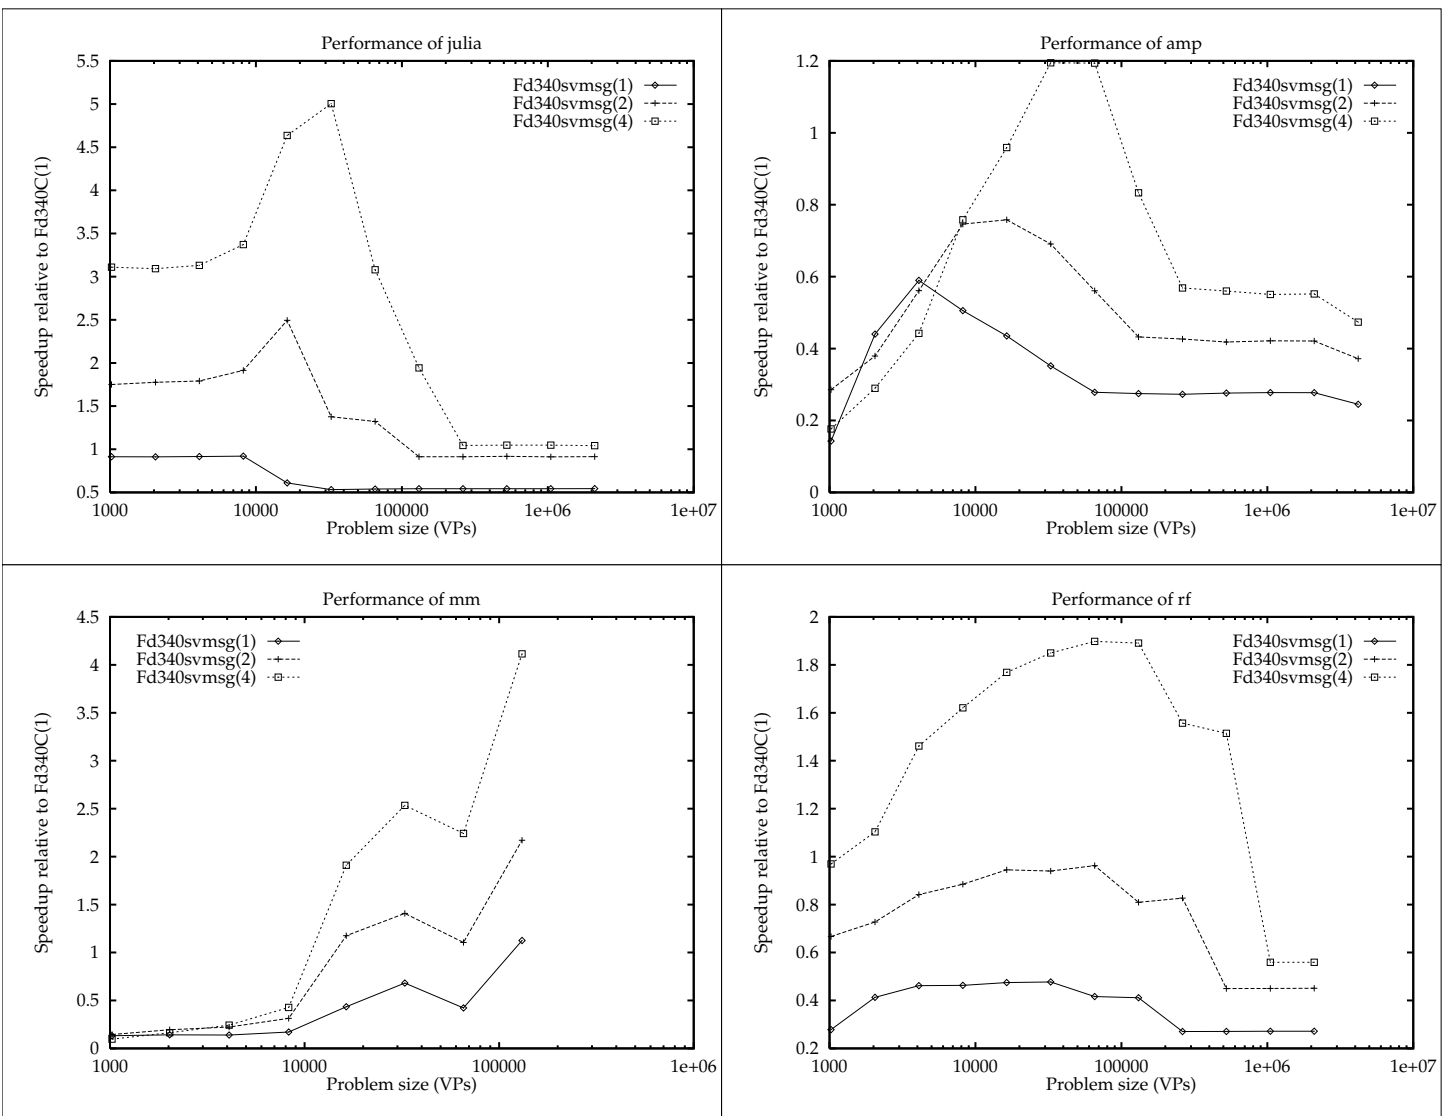 Performance of julia
5.5
5
4.5
4
3.5
3
2.5
2
1.5
1
0.5
Speedup relative to Fd340C(1)
Fd340svmsg(1)
Fd340svmsg(2)
Fd340svmsg(4)
1000 10000 100000 1e+06 1e+07
Problem size (VPs)
Performance of amp
1.2
1
0.8
0.6
0.4
0.2
0
Speedup relative to Fd340C(1)
Fd340svmsg(1)
Fd340svmsg(2)
Fd340svmsg(4)
1000 10000 100000 1e+06 1e+07
Problem size (VPs)
Performance of mm
4.5
4
3.5
3
2.5
2
1.5
1
0.5
0
Speedup relative to Fd340C(1)
Fd340svmsg(1)
Fd340svmsg(2)
Fd340svmsg(4)
1000 10000 100000 1e+06
Problem size (VPs)
Performance of rf
2
1.8
1.6
1.4
1.2
1
0.8
0.6
0.4
0.2
Speedup relative to Fd340C(1)
Fd340svmsg(1)
Fd340svmsg(2)
Fd340svmsg(4)
1000 10000 100000 1e+06 1e+07
Problem size (VPs)